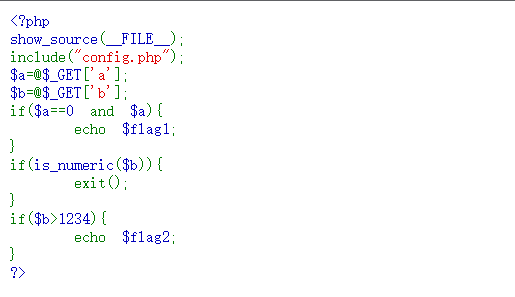 <?php
show_source(__FILE__);
include("config.php");
$a=@$_GET['a'];
$b=@$_GET['b'];
if($a==0 and $a){
echo $flag1;
}
if(is_numeric($b)){
exit();
}
if($b>1234){
echo $flag2;
}
?>